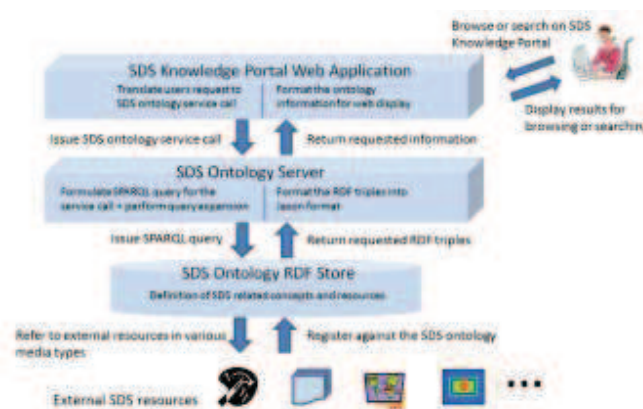 Browse or search on SDS
Knowledge Portal
SDS Knowledge Portal Web Application
Translate users request to
SDS ontology service call
Format the ontology
information for web display
Display results for
browsing or searching
Issue SDS ontology service call
Return requested information
SDS Ontology Server
Formulate SPARQL query for the
service call + perform query expansion
Format the RDF triples into
Jason format
Issue SPARQL query
Return requested RDF triples
SDS Ontology RDF Store
Definition of SDS related concepts and resources
Refer to external resources in various
media types
Register against the SDS ontology
External SDS resources